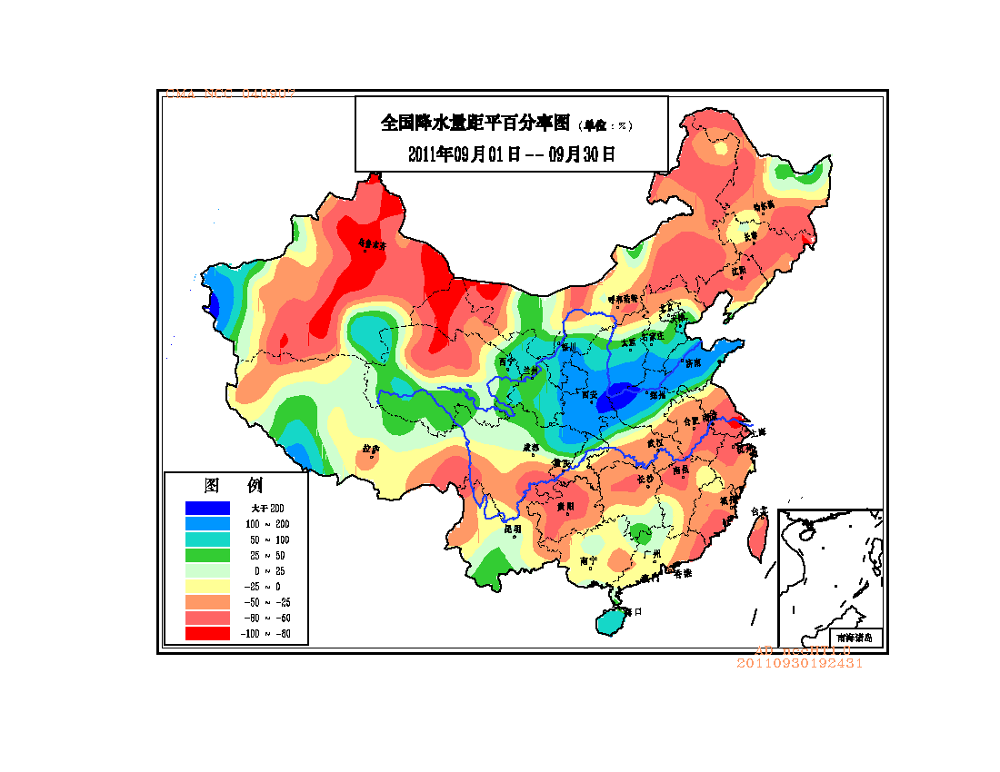 CMA NCC 040902
全国降水量距平百分率图 (单位:%)
2011年09月01日 -- 09月30日
哈尔滨
长春
乌鲁木齐
沈阳
呼和浩特
北京
天津
银川
太原
石家庄
西宁
济南
兰州
西安
郑州
合肥
南京
上海
拉萨
成都
武汉
杭州
重庆
南昌
长沙
贵阳
福州
台北
昆明
南宁
广州
澳门
香港
海口
图 例
大于 200
100 ~ 200
50 ~ 100
25 ~ 50
0 ~ 25
-25 ~ 0
-50 ~ -25
-80 ~ -50
-100 ~ -80
南海诸岛
20110930192431